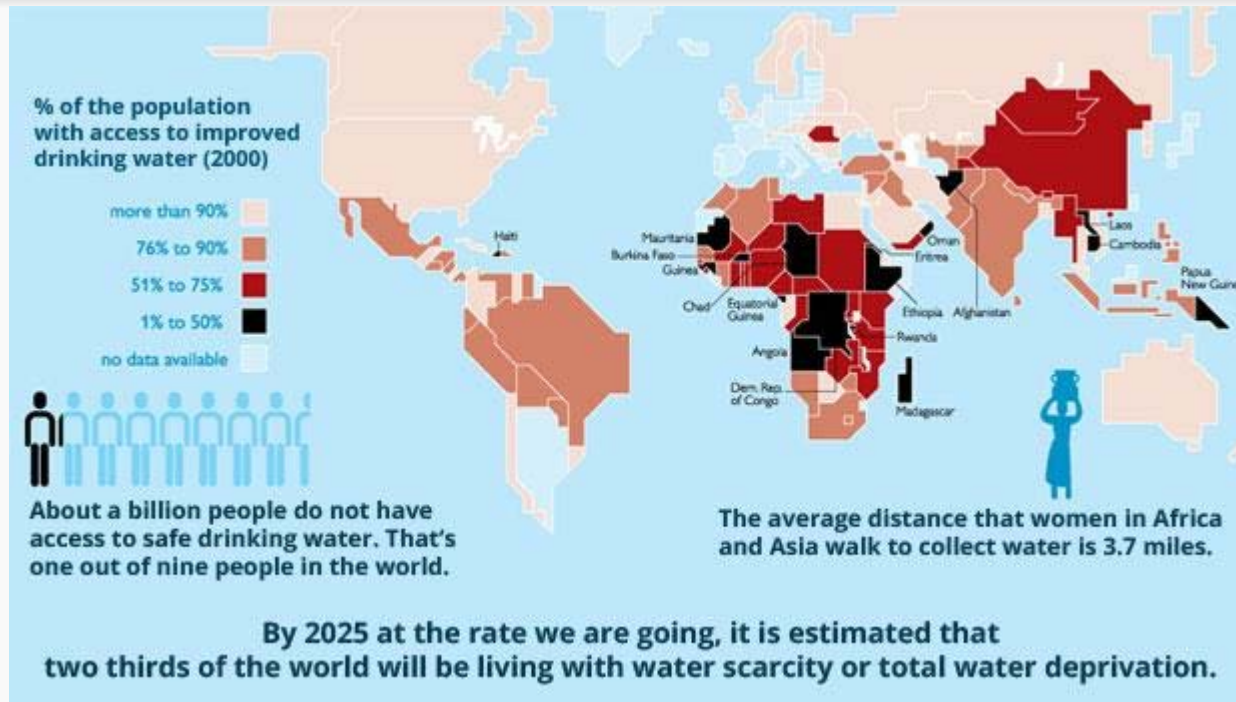 % of the population
with access to improved
drinking water (2000)
more than 90%
76% to 90%
51% to 75%
1% to 50%
no data available
Haiti
Mauritania
Burkina Faso
Guinea
Chad
Equatorial
Guinea
Angola
Dem. Rep.
of Congo
Oman
Eritrea
Ethiopia
Afghanistan
Rwanda
Madagascar
Laos
Cambodia
Papua
New Guine
About a billion people do not have
access to safe drinking water. That's
one out of nine people in the world.
The average distance that women in Africa
and Asia walk to collect water is 3.7 miles.
By 2025 at the rate we are going, it is estimated that
two thirds of the world will be living with water scarcity or total water deprivation.